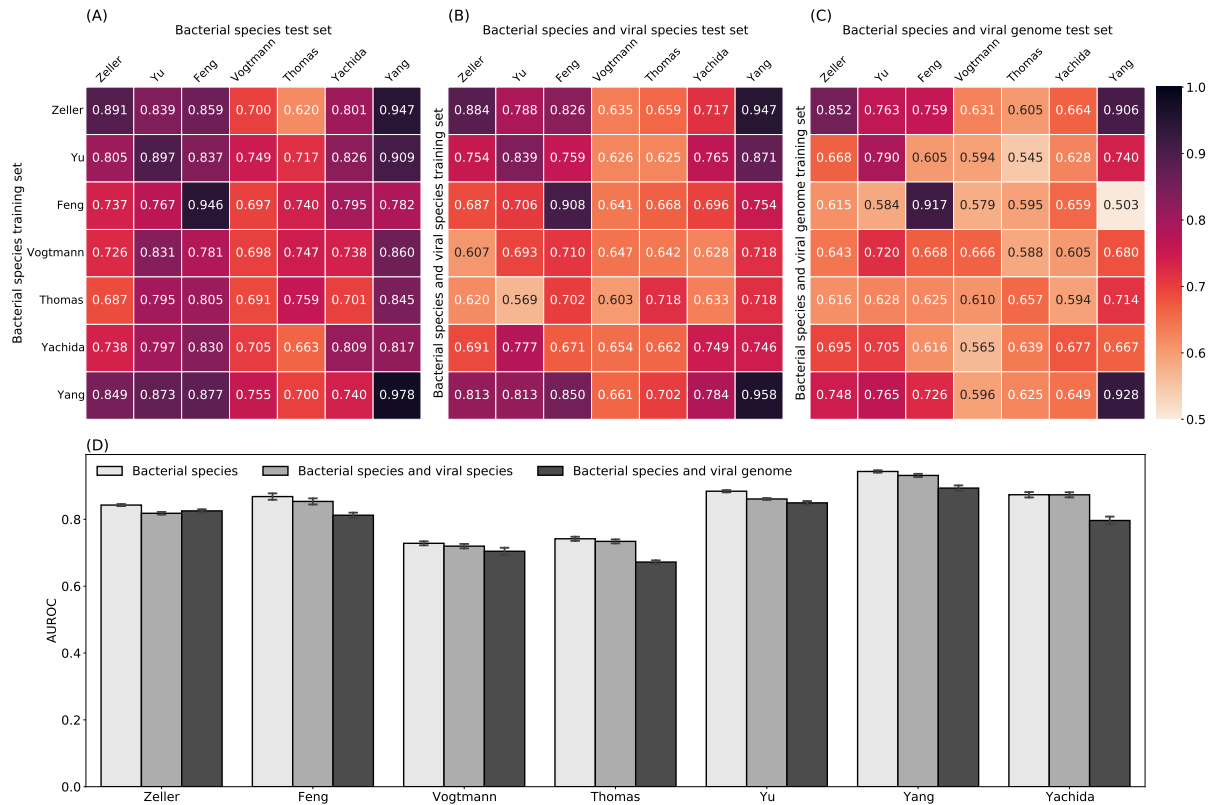 (A)
(B)
(C)
Bacterial species test set
Bacterial species and viral species test set
Bacterial species and viral genome test set
Zeller Yu Feng Vogtmann Thomas Yachida Yang
Zeller Yu Feng Vogtmann Thomas Yachida Yang
Zeller Yu Feng Vogtmann Thomas Yachida Yang
Bacterial species training set
Zeller 0.891 0.839 0.859 0.700 0.620 0.801 0.947
Yu 0.805 0.897 0.837 0.749 0.717 0.826 0.909
Feng 0.737 0.767 0.946 0.697 0.740 0.795 0.782
Vogtmann 0.726 0.831 0.781 0.698 0.747 0.738 0.860
Thomas 0.687 0.795 0.805 0.691 0.759 0.701 0.845
Yachida 0.738 0.797 0.830 0.705 0.663 0.809 0.817
Yang 0.849 0.873 0.877 0.755 0.700 0.740 0.978
Bacterial species and viral species training set
0.884 0.788 0.826 0.635 0.659 0.717 0.947
0.754 0.839 0.759 0.626 0.625 0.765 0.871
0.687 0.706 0.908 0.641 0.668 0.696 0.754
0.607 0.693 0.710 0.647 0.642 0.628 0.718
0.620 0.569 0.702 0.603 0.718 0.633 0.718
0.691 0.777 0.671 0.654 0.662 0.749 0.746
0.813 0.813 0.850 0.661 0.702 0.784 0.958
Bacterial species and viral genome training set
0.852 0.763 0.759 0.631 0.605 0.664 0.906
0.668 0.790 0.605 0.594 0.545 0.628 0.740
0.615 0.584 0.917 0.579 0.595 0.659 0.503
0.643 0.720 0.668 0.666 0.588 0.605 0.680
0.616 0.628 0.625 0.610 0.657 0.594 0.714
0.695 0.705 0.616 0.565 0.639 0.677 0.667
0.748 0.765 0.726 0.596 0.625 0.649 0.928
1.0
0.9
0.8
0.7
0.6
0.5
(D)
Bacterial species Bacterial species and viral species Bacterial species and viral genome
AUROC
0.8
0.6
0.4
0.2
0.0
Zeller Feng Vogtmann Thomas Yu Yang Yachida